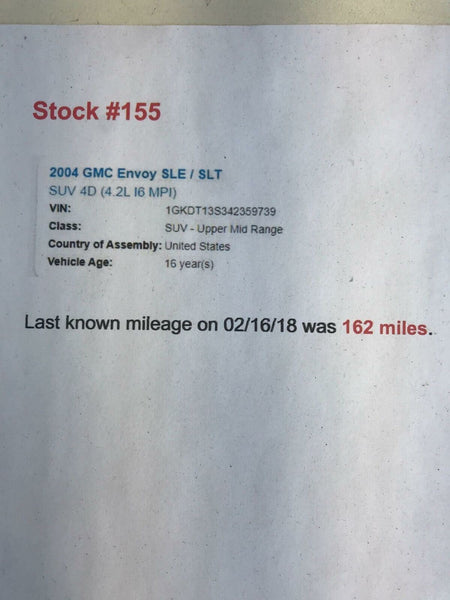 Stock #155
2004 GMC Envoy SLE / SLT
SUV 4D (4.2L I6 MPI)
VIN: 1GKDT13S342359739
Class: SUV - Upper Mid Range
Country of Assembly: United States
Vehicle Age: 16 year(s)
Last known mileage on 02/16/18 was 162 miles.